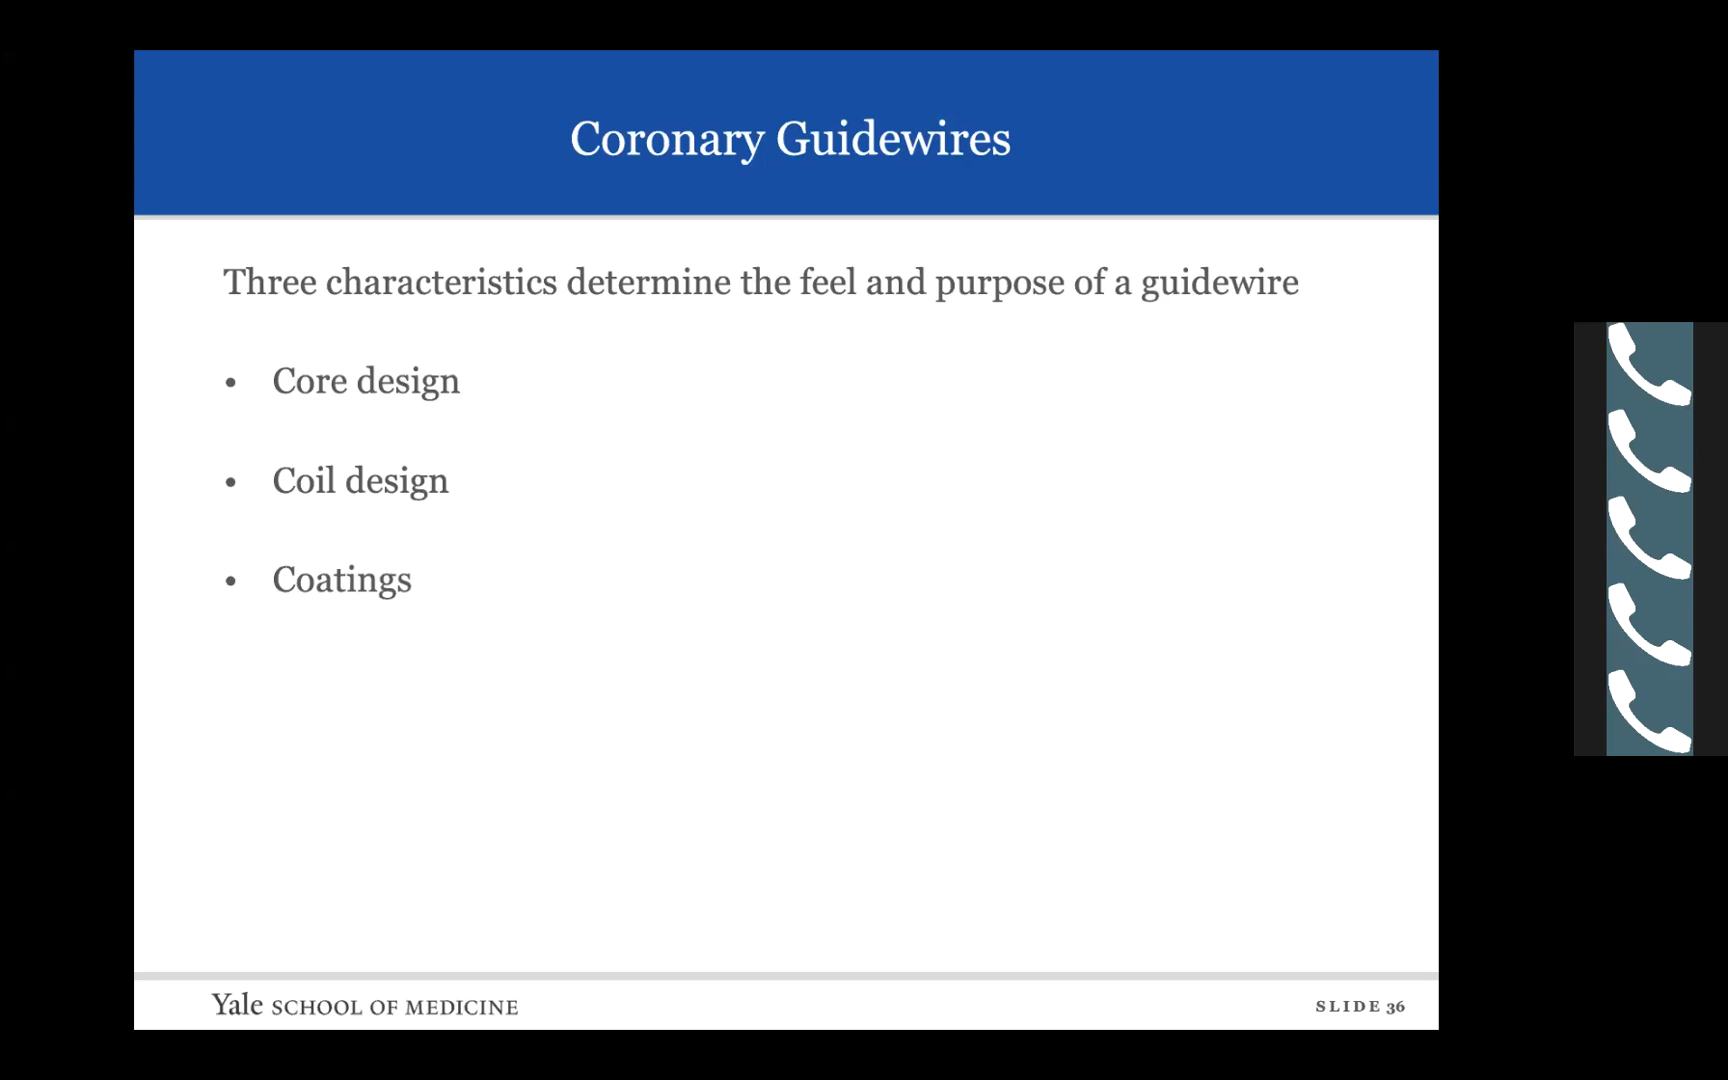 Coronary Guidewires
Three characteristics determine the feel and purpose of a guidewire
• Core design
• Coil design
• Coatings
Yale SCHOOL OF MEDICINE
SLIDE 36